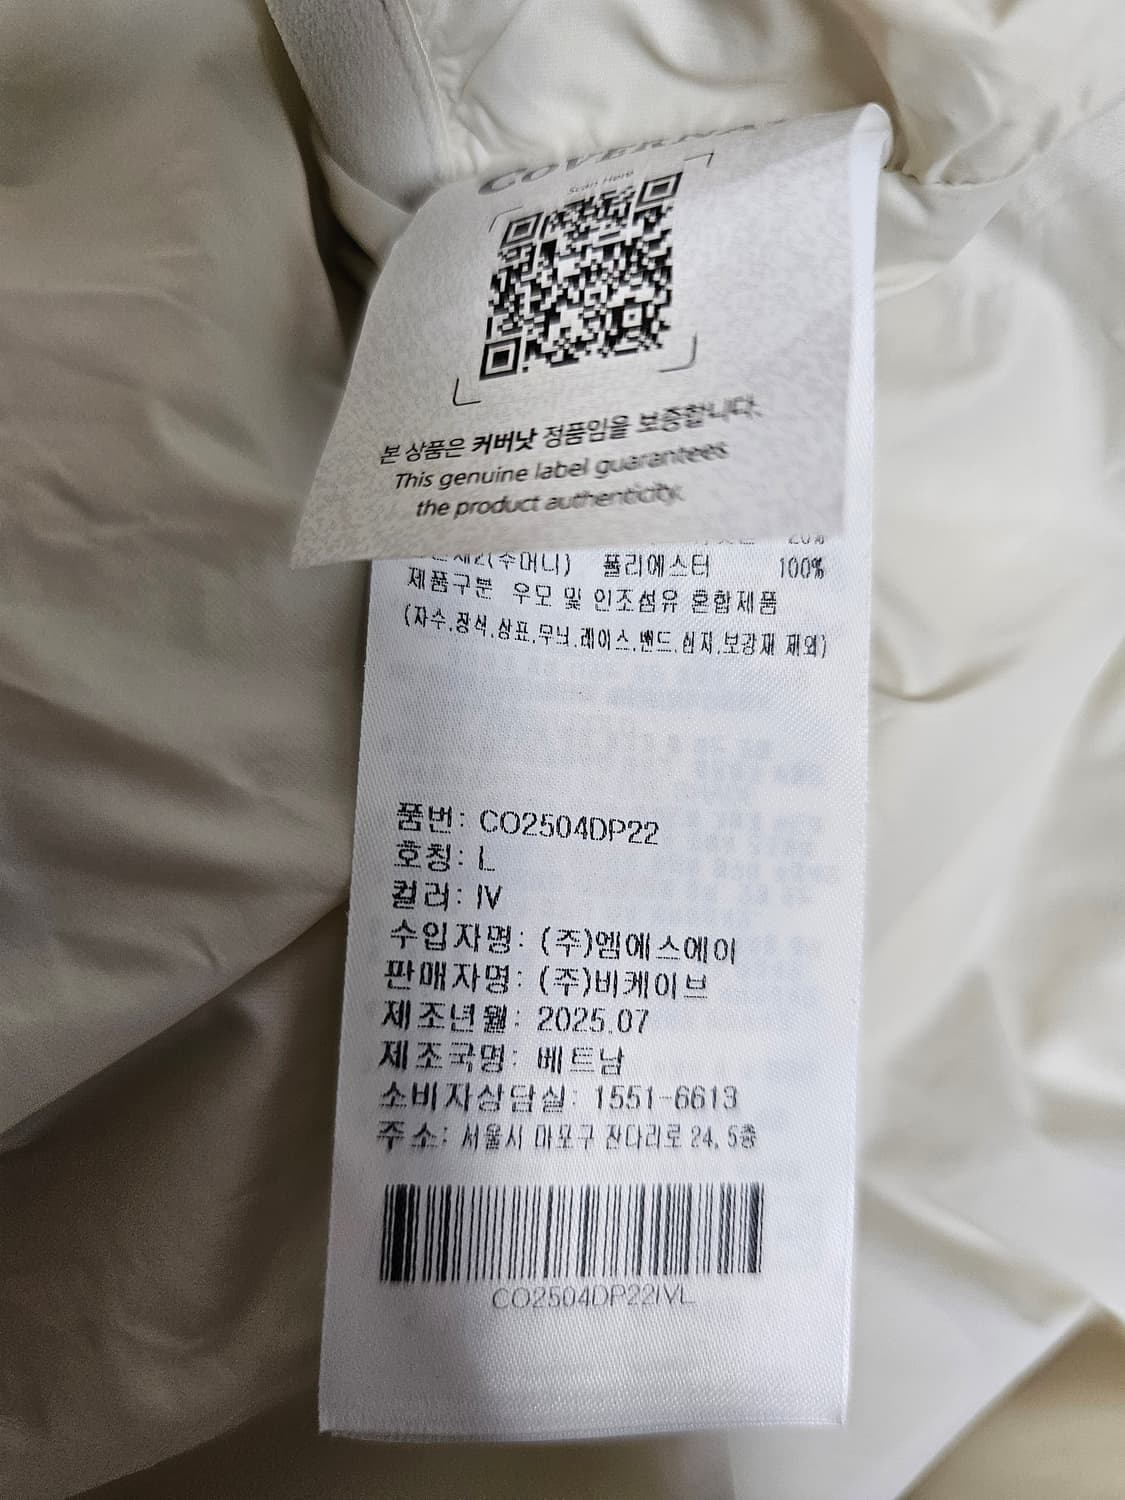 COVERNAT
Scan Here
본 상품은 커버낫 정품임을 보증합니다.
This genuine label guarantees
the product authenticity.
20%
(주머니) 폴리에스터 100%
제품구분 우모 및 인조섬유 혼합제품
(자수,장식,상표,무늬,레이스,밴드,심지,보강재 제외)
품번: CO2504DP22
호칭: L
컬러: IV
수입자명: (주)엠에스에이
판매자명: (주)비케이브
제조년월: 2025.07
제조국명: 베트남
소비자상담실: 1551-6613
주소: 서울시 마포구 잔다리로 24, 5층
CO2504DP22IVL